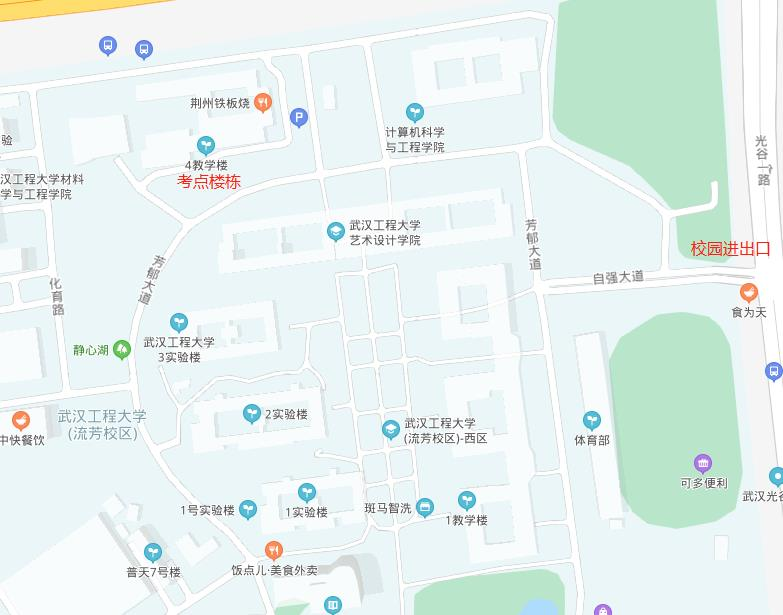 荆州铁板烧
P
计算机科学
与工程学院
验
4教学楼
考点楼栋
汉工程大学材料
学与工程学院
光谷一路
武汉工程大学
艺术设计学院
芳郁大道
校园进出口
芳郁大道
自强大道
化育路
食为天
武汉工程大学
3实验楼
静心湖
武汉工程大学
(流芳校区)
2实验楼
中快餐饮
武汉工程大学
(流芳校区)-西区
体育部
可多便利
武汉光谷
1号实验楼
1实验楼
斑马智洗
1教学楼
普天7号楼
饭点儿·美食外卖